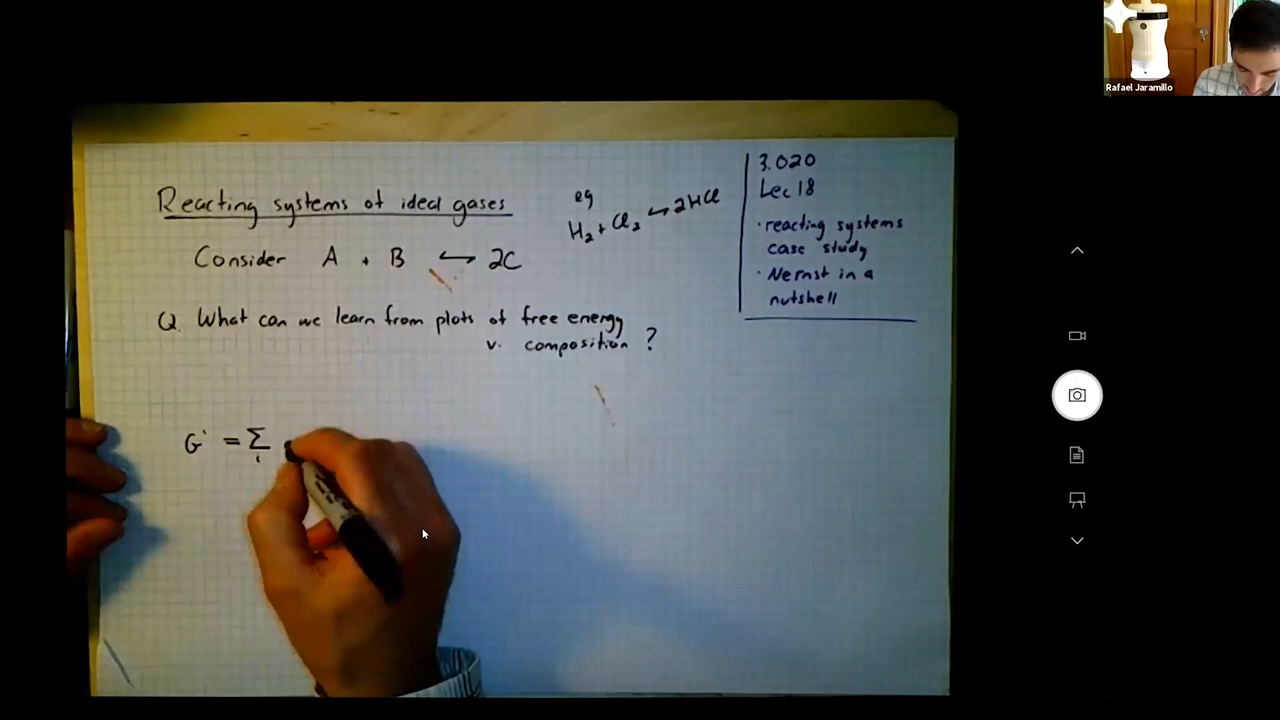 Rafael Jaramillo
3.020
Lec 18
· reacting systems
case study
· Nernst in a
nutshell
Reacting systems of ideal gases
eg
H₂ + Cl₂ ↔ 2HCl
Consider A + B ↔ 2C
Q. What can we learn from plots of free energy
v. composition ?
G' = Σ
i